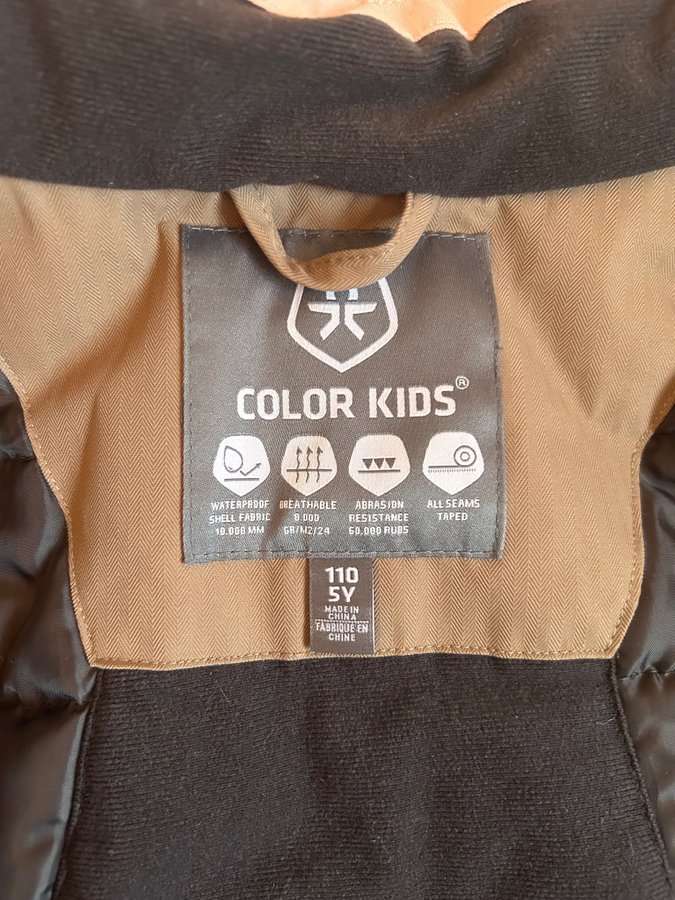 COLOR KIDS®
WATERPROOF
SHELL FABRIC
10.000 MM
BREATHABLE
8.000
GR/M2/24
ABRASION
RESISTANCE
60.000 RUBS
ALL SEAMS
TAPED
110
5Y
MADE IN
CHINA
FABRIQUE EN
CHINE